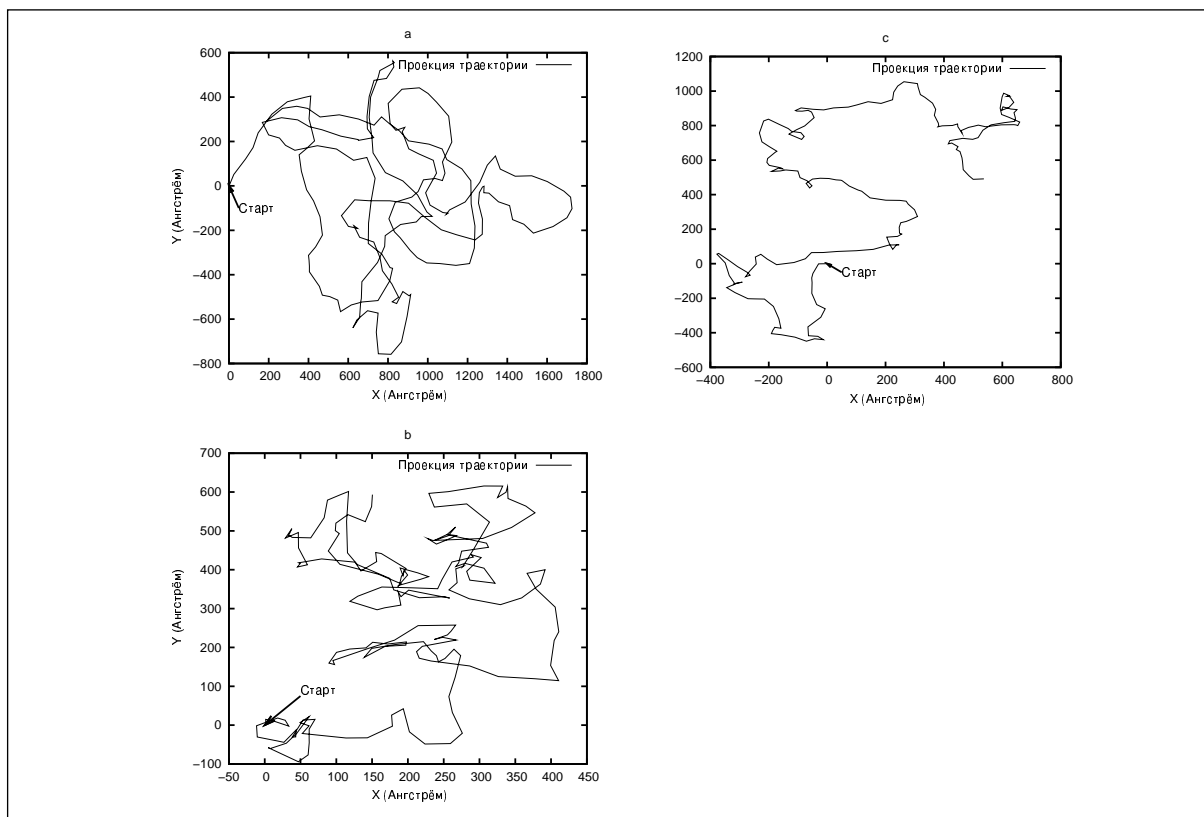 a
600
400
200
0
−200
−400
−600
−800
0 200 400 600 800 1000 1200 1400 1600 1800
Y (Ангстрём)
X (Ангстрём)
Проекция траектории
Старт
c
1200
1000
800
600
400
200
0
−200
−400
−600
−400 −200 0 200 400 600 800
Y (Ангстрём)
X (Ангстрём)
Проекция траектории
Старт
b
700
600
500
400
300
200
100
0
−100
−50 0 50 100 150 200 250 300 350 400 450
Y (Ангстрём)
X (Ангстрём)
Проекция траектории
Старт